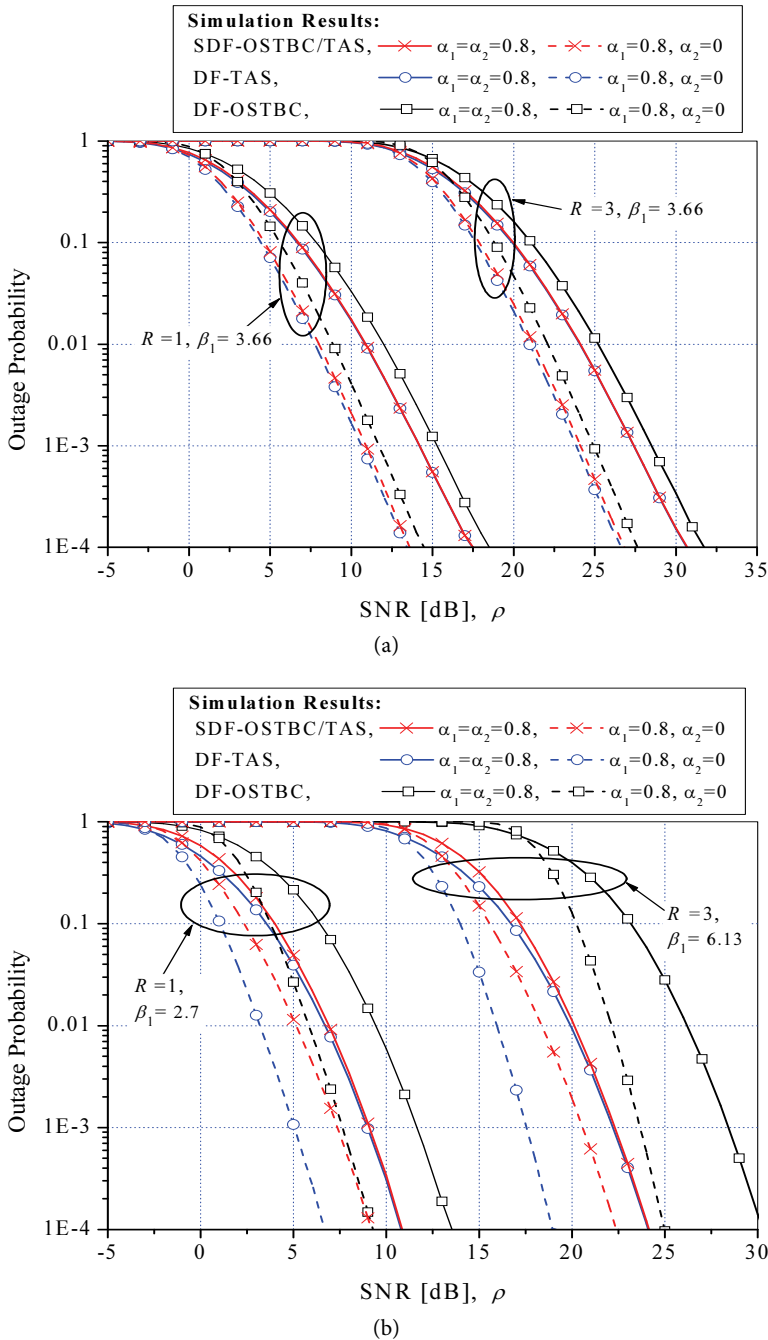 Simulation Results:
SDF-OSTBC/TAS, α1=α2=0.8, α1=0.8, α2=0
DF-TAS, α1=α2=0.8, α1=0.8, α2=0
DF-OSTBC, α1=α2=0.8, α1=0.8, α2=0
1
0.1
0.01
1E-3
1E-4
Outage Probability
R =3, β1= 3.66
R =1, β1= 3.66
0 5 10 15 20 25 30 35
SNR [dB], ρ
(a)
Simulation Results:
SDF-OSTBC/TAS, α1=α2=0.8, α1=0.8, α2=0
DF-TAS, α1=α2=0.8, α1=0.8, α2=0
DF-OSTBC, α1=α2=0.8, α1=0.8, α2=0
1
0.1
0.01
1E-3
1E-4
Outage Probability
R =3,
β1= 6.13
R =1,
β1= 2.7
-5 0 5 10 15 20 25 30
SNR [dB], ρ
(b)